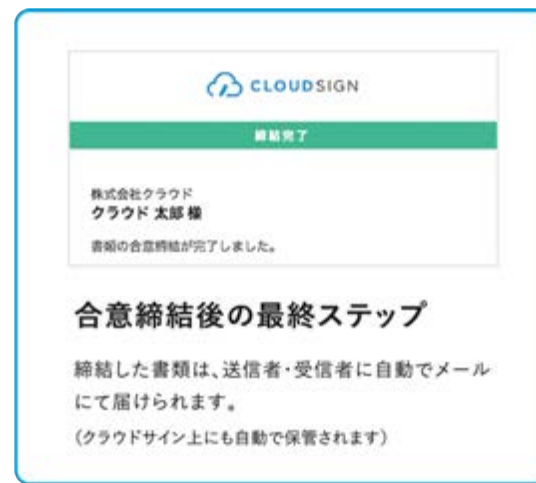 CLOUDSIGN
締結完了
株式会社クラウド
クラウド 太郎 様
書類の合意締結が完了しました。
合意締結後の最終ステップ
締結した書類は、送信者・受信者に自動でメール
にて届けられます。
(クラウドサイン上にも自動で保管されます)